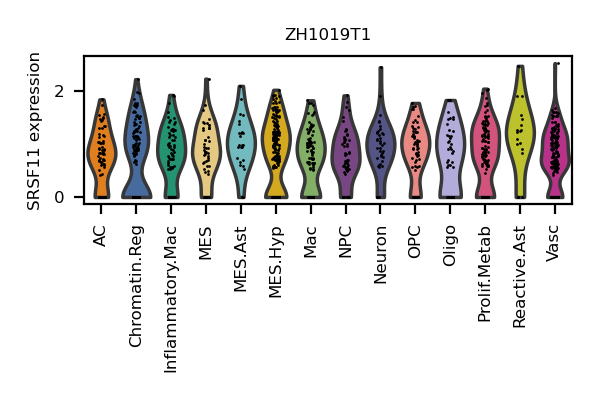 ZH1019T1
SRSF11 expression
2
0
AC
Chromatin.Reg
Inflammatory.Mac
MES
MES.Ast
MES.Hyp
Mac
NPC
Neuron
OPC
Oligo
Prolif.Metab
Reactive.Ast
Vasc